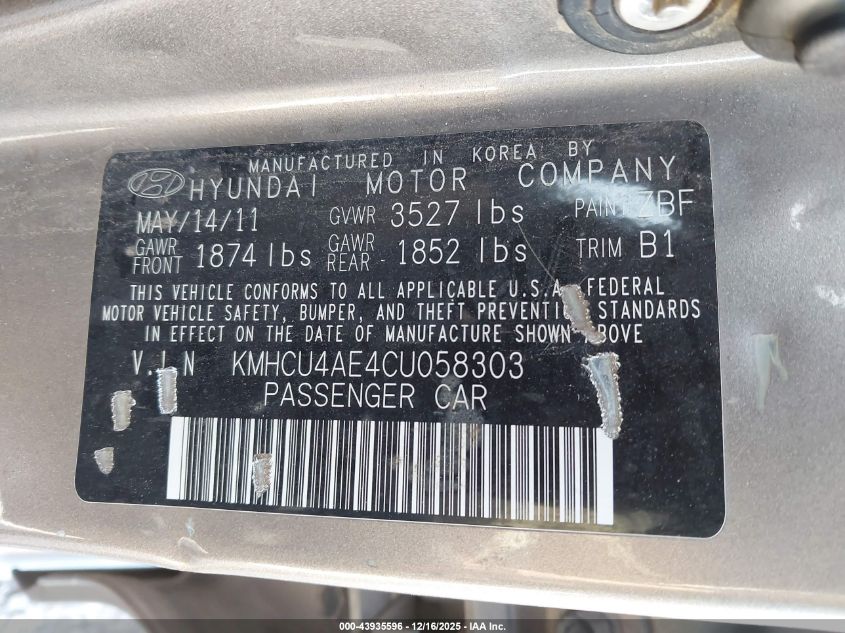 MANUFACTURED IN KOREA BY
HYUNDAI MOTOR COMPANY
MAY/14/11 GVWR 3527 lbs PAINT ZBF
GAWR FRONT 1874 lbs GAWR REAR 1852 lbs TRIM B1
THIS VEHICLE CONFORMS TO ALL APPLICABLE U.S.A. FEDERAL
MOTOR VEHICLE SAFETY, BUMPER, AND THEFT PREVENTION STANDARDS
IN EFFECT ON THE DATE OF MANUFACTURE SHOWN ABOVE
V.I.N KMHCU4AE4CU058303
PASSENGER CAR
000-43935596 - 12/16/2025 - IAA, Inc.